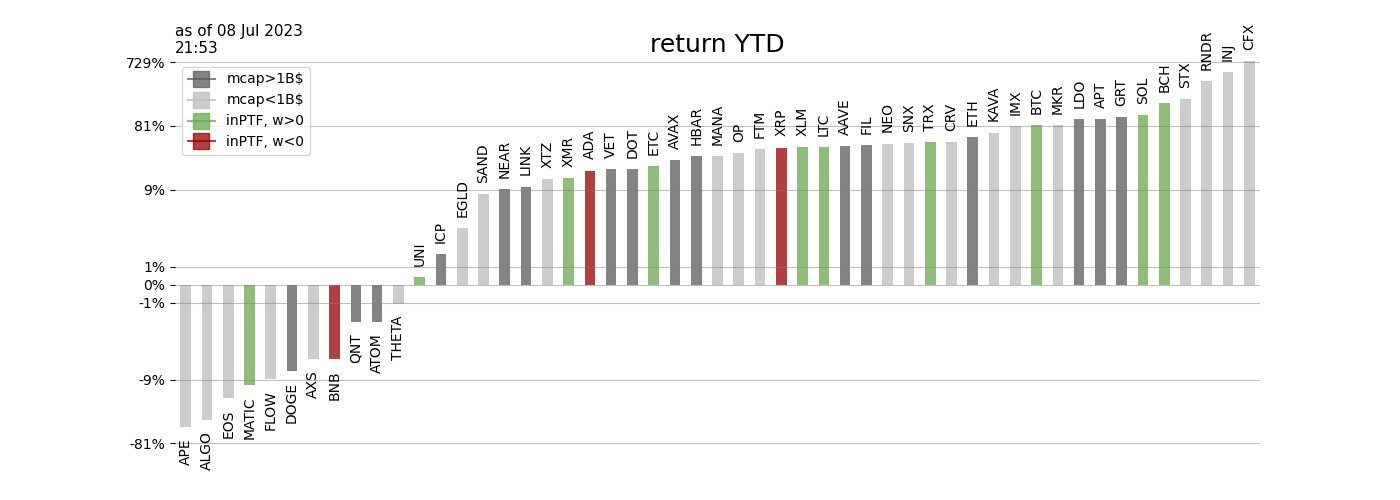 as of 08 Jul 2023
21:53
return YTD
729%
81%
9%
1%
0%
-1%
-9%
-81%
mcap>1B$
mcap<1B$
inPTF, w>0
inPTF, w<0
APE
ALGO
EOS
MATIC
FLOW
DOGE
AXS
BNB
QNT
ATOM
THETA
UNI
ICP
EGLD
SAND
NEAR
LINK
XTZ
XMR
ADA
VET
DOT
ETC
AVAX
HBAR
MANA
OP
FTM
XRP
XLM
LTC
AAVE
FIL
NEO
SNX
TRX
CRV
ETH
KAVA
IMX
BTC
MKR
LDO
APT
GRT
SOL
BCH
STX
RNDR
INJ
CFX